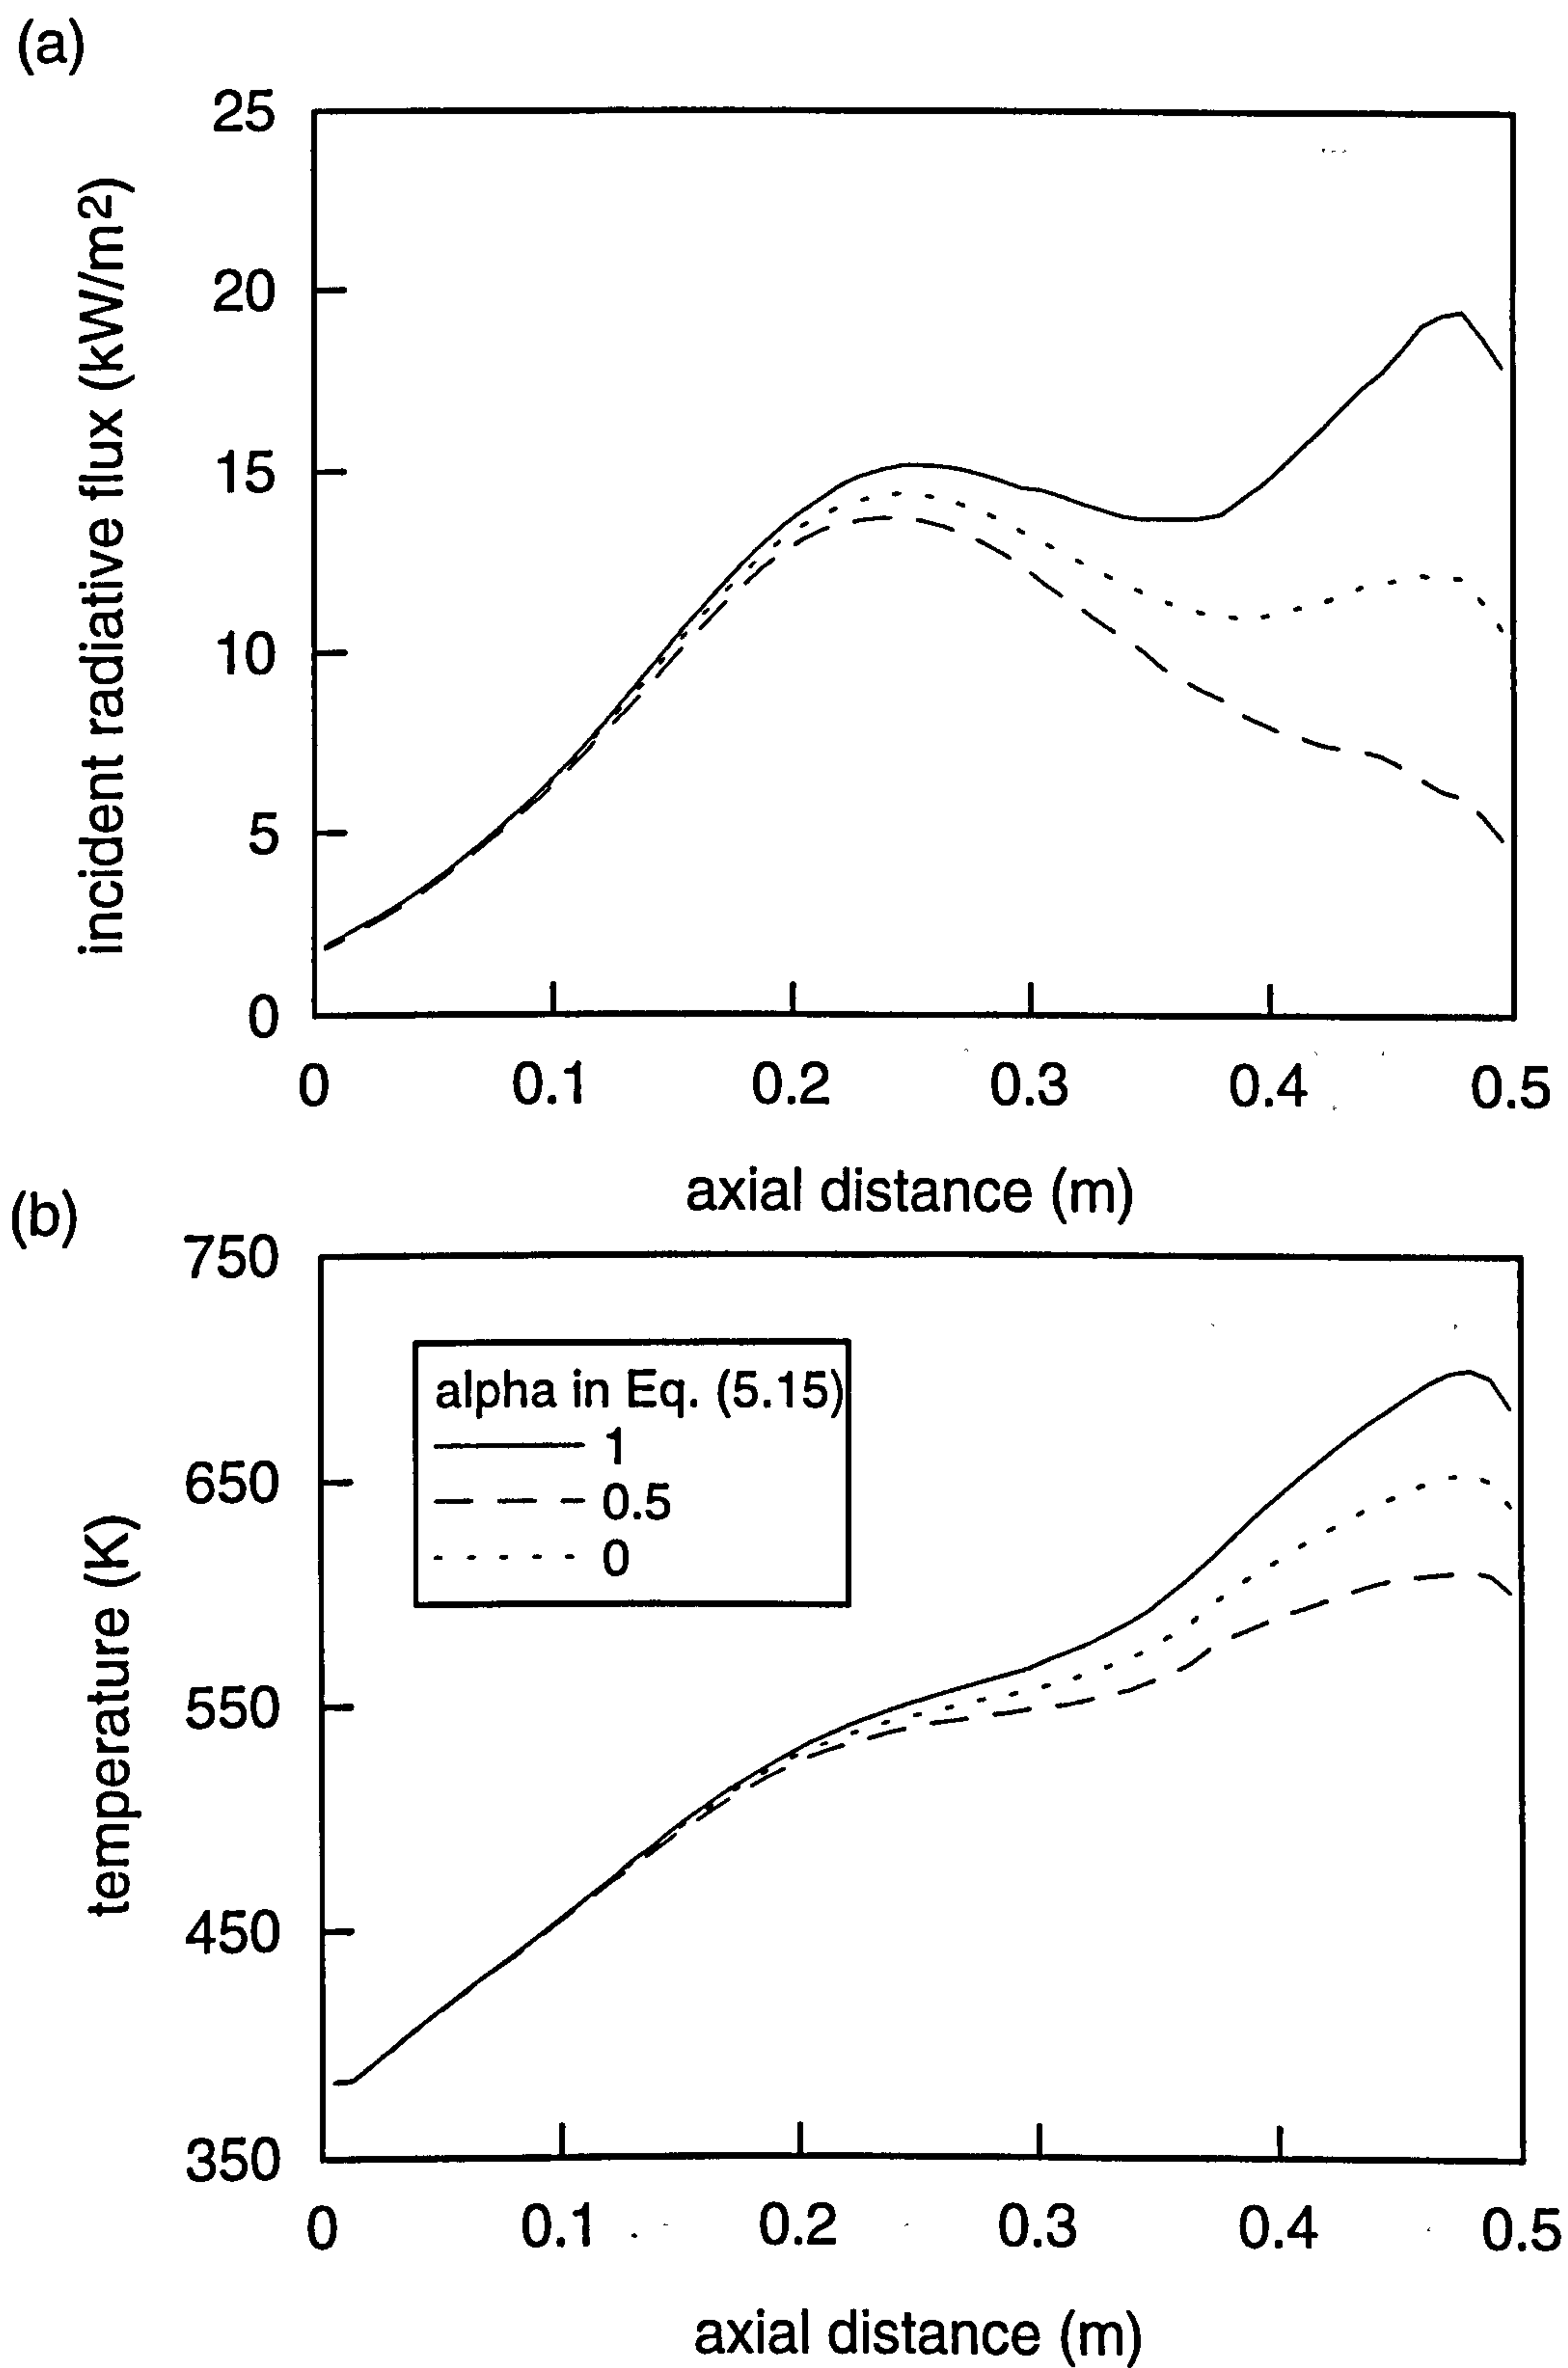 (a)
25
20
15
10
5
0
incident radiative flux (kW/m²)
0 0.1 0.2 0.3 0.4 0.5
axial distance (m)
(b)
750
650
550
450
350
temperature (K)
alpha in Eq. (5.15)
1
0.5
0
0 0.1 0.2 0.3 0.4 0.5
axial distance (m)